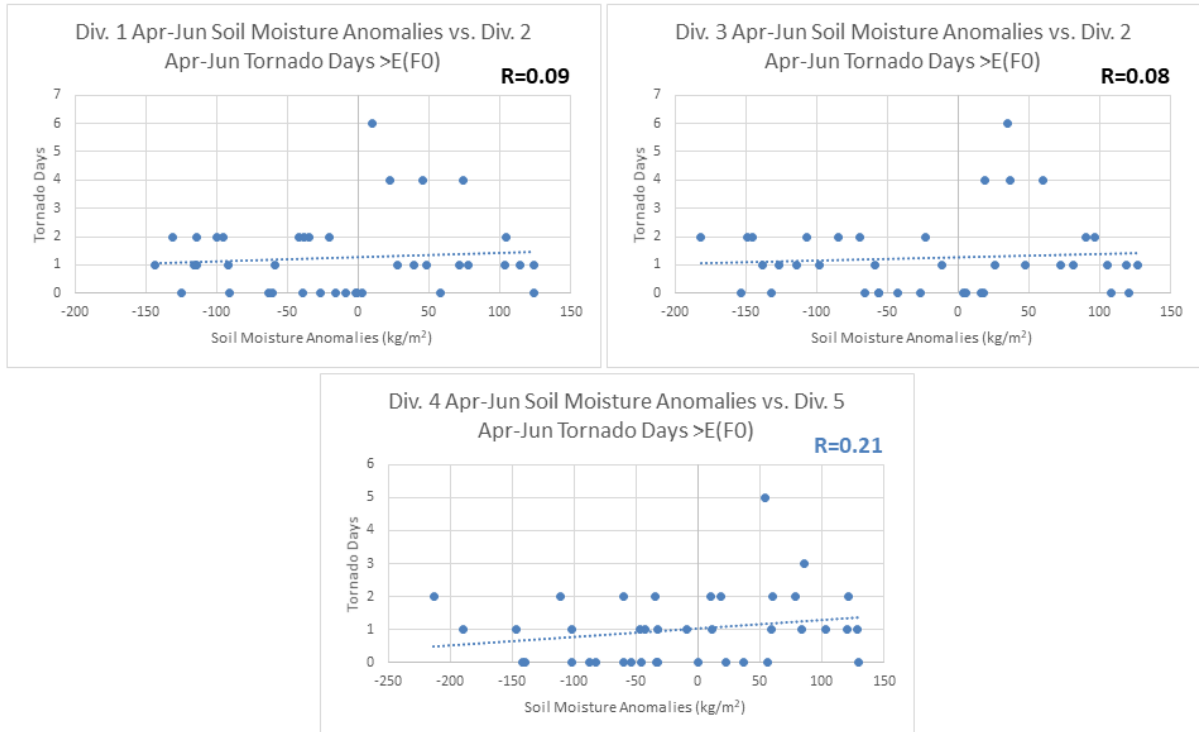 Div. 1 Apr-Jun Soil Moisture Anomalies vs. Div. 2
Apr-Jun Tornado Days >E(F0)
R=0.09
7
6
5
4
3
2
1
0
Tornado Days
-200 -150 -100 -50 0 50 100 150
Soil Moisture Anomalies (kg/m²)
Div. 3 Apr-Jun Soil Moisture Anomalies vs. Div. 2
Apr-Jun Tornado Days >E(F0)
R=0.08
7
6
5
4
3
2
1
0
Tornado Days
-200 -150 -100 -50 0 50 100 150
Soil Moisture Anomalies (kg/m²)
Div. 4 Apr-Jun Soil Moisture Anomalies vs. Div. 5
Apr-Jun Tornado Days >E(F0)
R=0.21
6
5
4
3
2
1
0
Tornado Days
-250 -200 -150 -100 -50 0 50 100 150
Soil Moisture Anomalies (kg/m²)